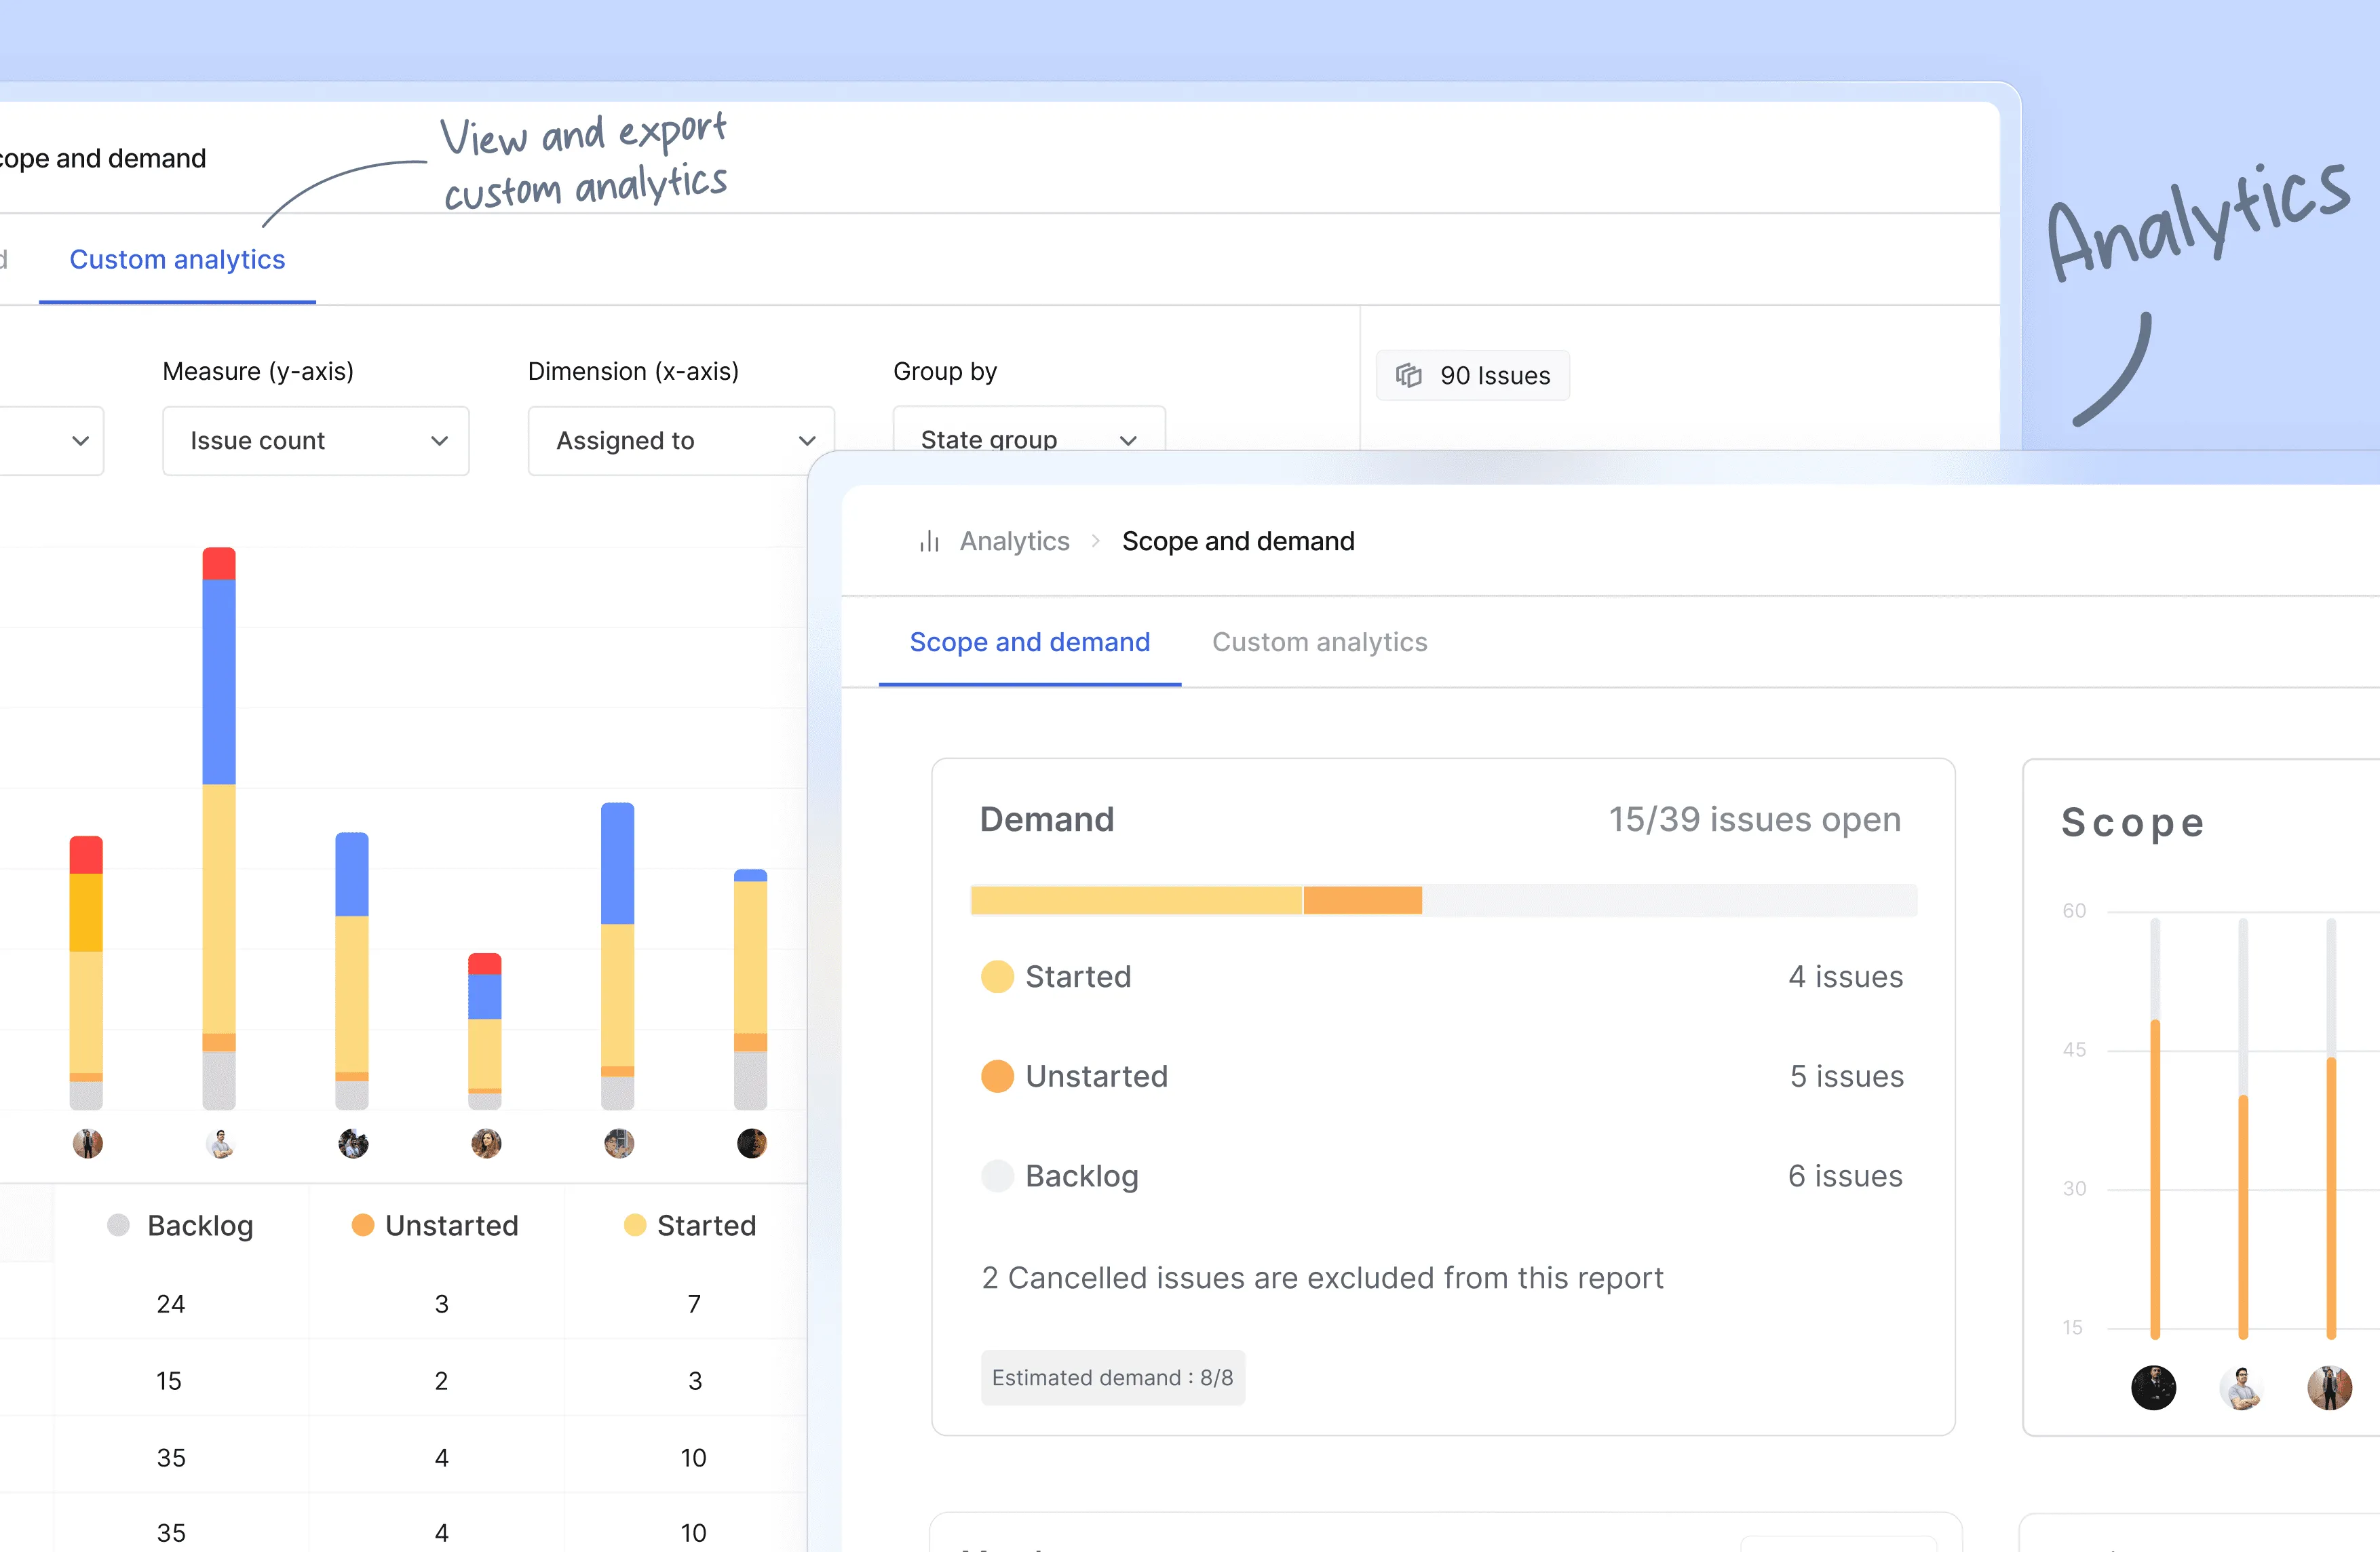 View and export
custom analytics
ope and demand
Analytics
Custom analytics
Measure (y-axis)
Dimension (x-axis)
Group by
90 Issues
Issue count
Assigned to
State group
Analytics
Scope and demand
Scope and demand
Custom analytics
Demand
15/39 issues open
Started
4 issues
Unstarted
5 issues
Backlog
6 issues
2 Cancelled issues are excluded from this report
Estimated demand : 8/8
Scope
60
45
30
15
Backlog
Unstarted
Started
24
3
7
15
2
3
35
4
10
35
4
10